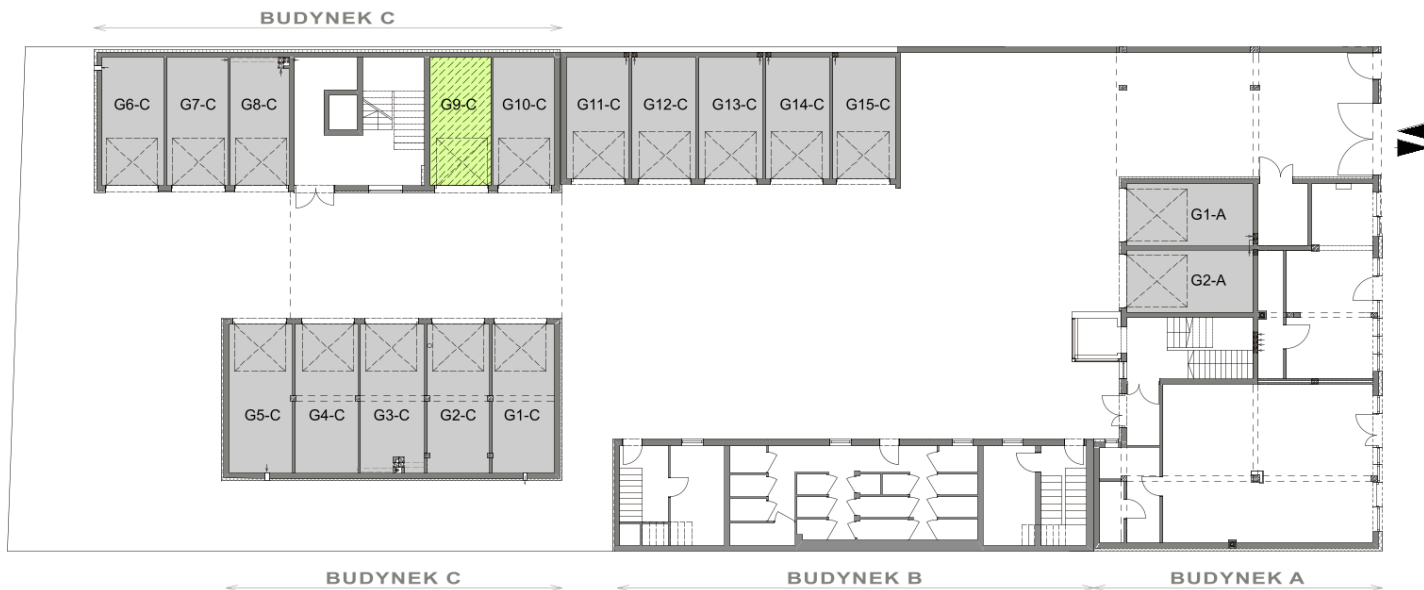 BUDYNEK C
G6-C G7-C G8-C G9-C G10-C G11-C G12-C G13-C G14-C G15-C
G1-A
G2-A
G5-C G4-C G3-C G2-C G1-C
BUDYNEK C BUDYNEK B BUDYNEK A